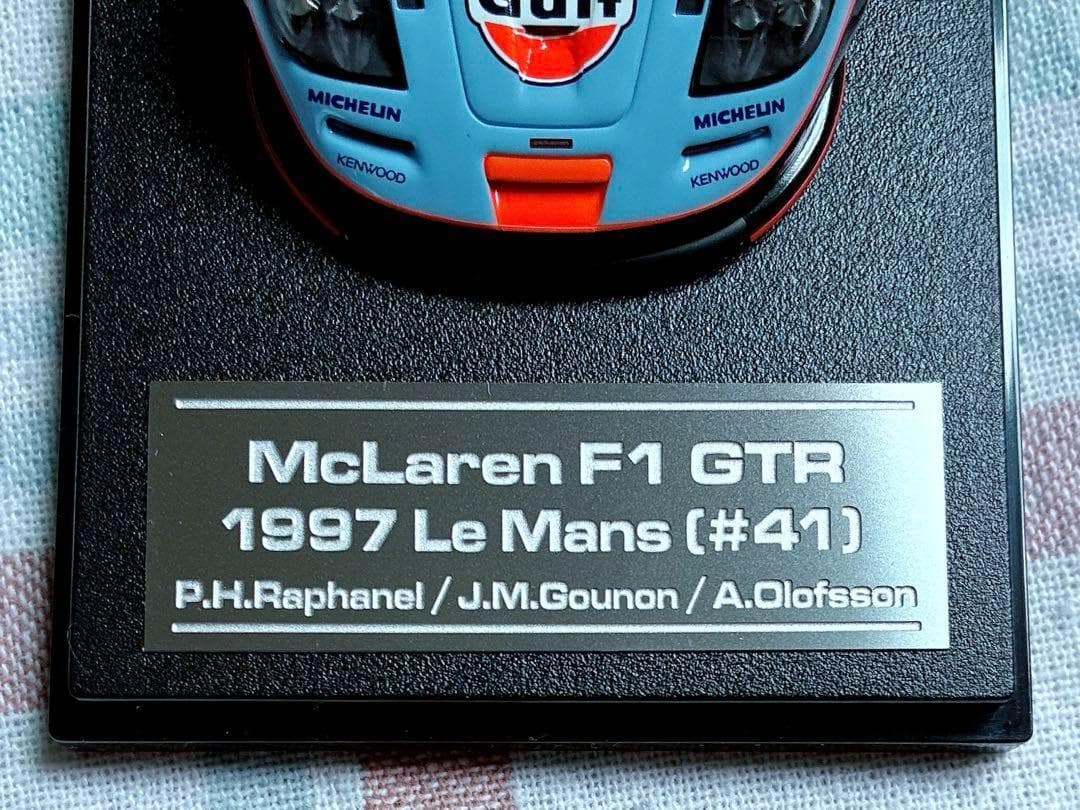 Gulf
MICHELIN
MICHELIN
KENWOOD
KENWOOD
McLaren F1 GTR
1997 Le Mans (#41)
P.H.Raphanel / J.M.Gounon / A.Olofsson